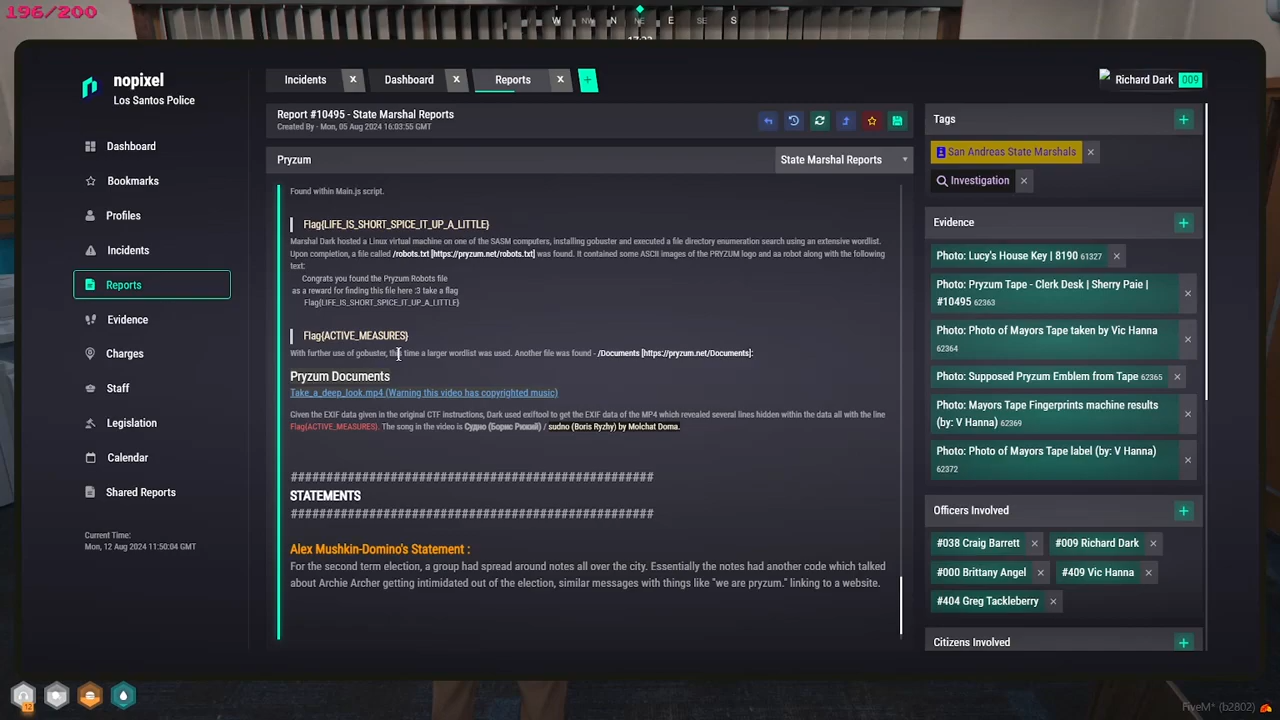 196/200
W NW N NE E SE S
nopixel
Los Santos Police
Incidents x Dashboard x Reports x +
Richard Dark 009
Report #10495 - State Marshal Reports
Created By - Mon, 05 Aug 2024 16:03:55 GMT
Pryzum
State Marshal Reports
Dashboard
Bookmarks
Profiles
Incidents
Reports
Evidence
Charges
Staff
Legislation
Calendar
Shared Reports
Current Time:
Mon, 12 Aug 2024 11:50:04 GMT
Found within Main.js script.
Flag{LIFE_IS_SHORT_SPICE_IT_UP_A_LITTLE}
Marshal Dark hosted a Linux virtual machine on one of the SASM computers, installing gobuster and executed a file directory enumeration search using an extensive wordlist.
Upon completion, a file called /robots.txt [https://pryzum.net/robots.txt] was found. It contained some ASCII images of the PRYZUM logo and aa robot along with the following
text:
Congrats you found the Pryzum Robots file
as a reward for finding this file here :3 take a flag
Flag{LIFE_IS_SHORT_SPICE_IT_UP_A_LITTLE}
Flag{ACTIVE_MEASURES}
With further use of gobuster, this time a larger wordlist was used. Another file was found - /Documents [https://pryzum.net/Documents]:
Pryzum Documents
Take_a_deep_look.mp4 (Warning this video has copyrighted music)
Given the EXIF data given in the original CTF instructions, Dark used exiftool to get the EXIF data of the MP4 which revealed several lines hidden within the data all with the line
Flag{ACTIVE_MEASURES}. The song in the video is Судно (Борис Рижий) / sudno (Boris Ryzhy) by Molchat Doma.
##################################################
STATEMENTS
##################################################
Alex Mushkin-Domino's Statement :
For the second term election, a group had spread around notes all over the city. Essentially the notes had another code which talked
about Archie Archer getting intimidated out of the election, similar messages with things like "we are pryzum." linking to a website.
Tags +
San Andreas State Marshals x
Investigation x
Evidence +
Photo: Lucy's House Key | 8190 61327 x
Photo: Pryzum Tape - Clerk Desk | Sherry Paie |
#10495 62363 x
Photo: Photo of Mayors Tape taken by Vic Hanna
62364 x
Photo: Supposed Pryzum Emblem from Tape 62365 x
Photo: Mayors Tape Fingerprints machine results
(by: V Hanna) 62369 x
Photo: Photo of Mayors Tape label (by: V Hanna)
62372 x
Officers Involved +
#038 Craig Barrett x #009 Richard Dark x
#000 Brittany Angel x #409 Vic Hanna x
#404 Greg Tackleberry x
Citizens Involved +
12
FiveM* (b2802)